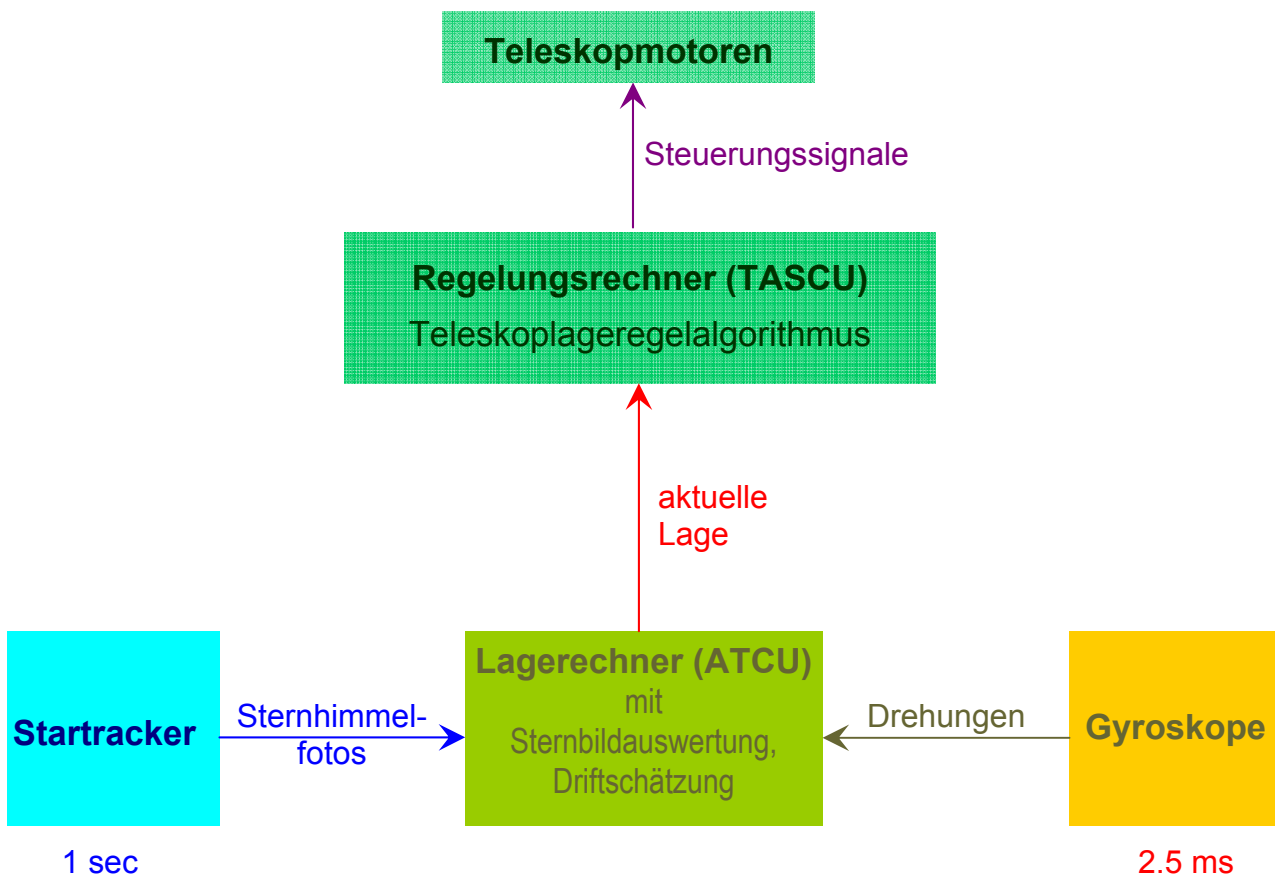 Teleskopmotoren
Steuerungssignale
Regelungsrechner (TASCU)
Teleskoplageregelalgorithmus
aktuelle
Lage
Startracker
Sternhimmel-
fotos
Lagerechner (ATCU)
mit
Sternbildauswertung,
Driftschätzung
Drehungen
Gyroskope
1 sec
2.5 ms